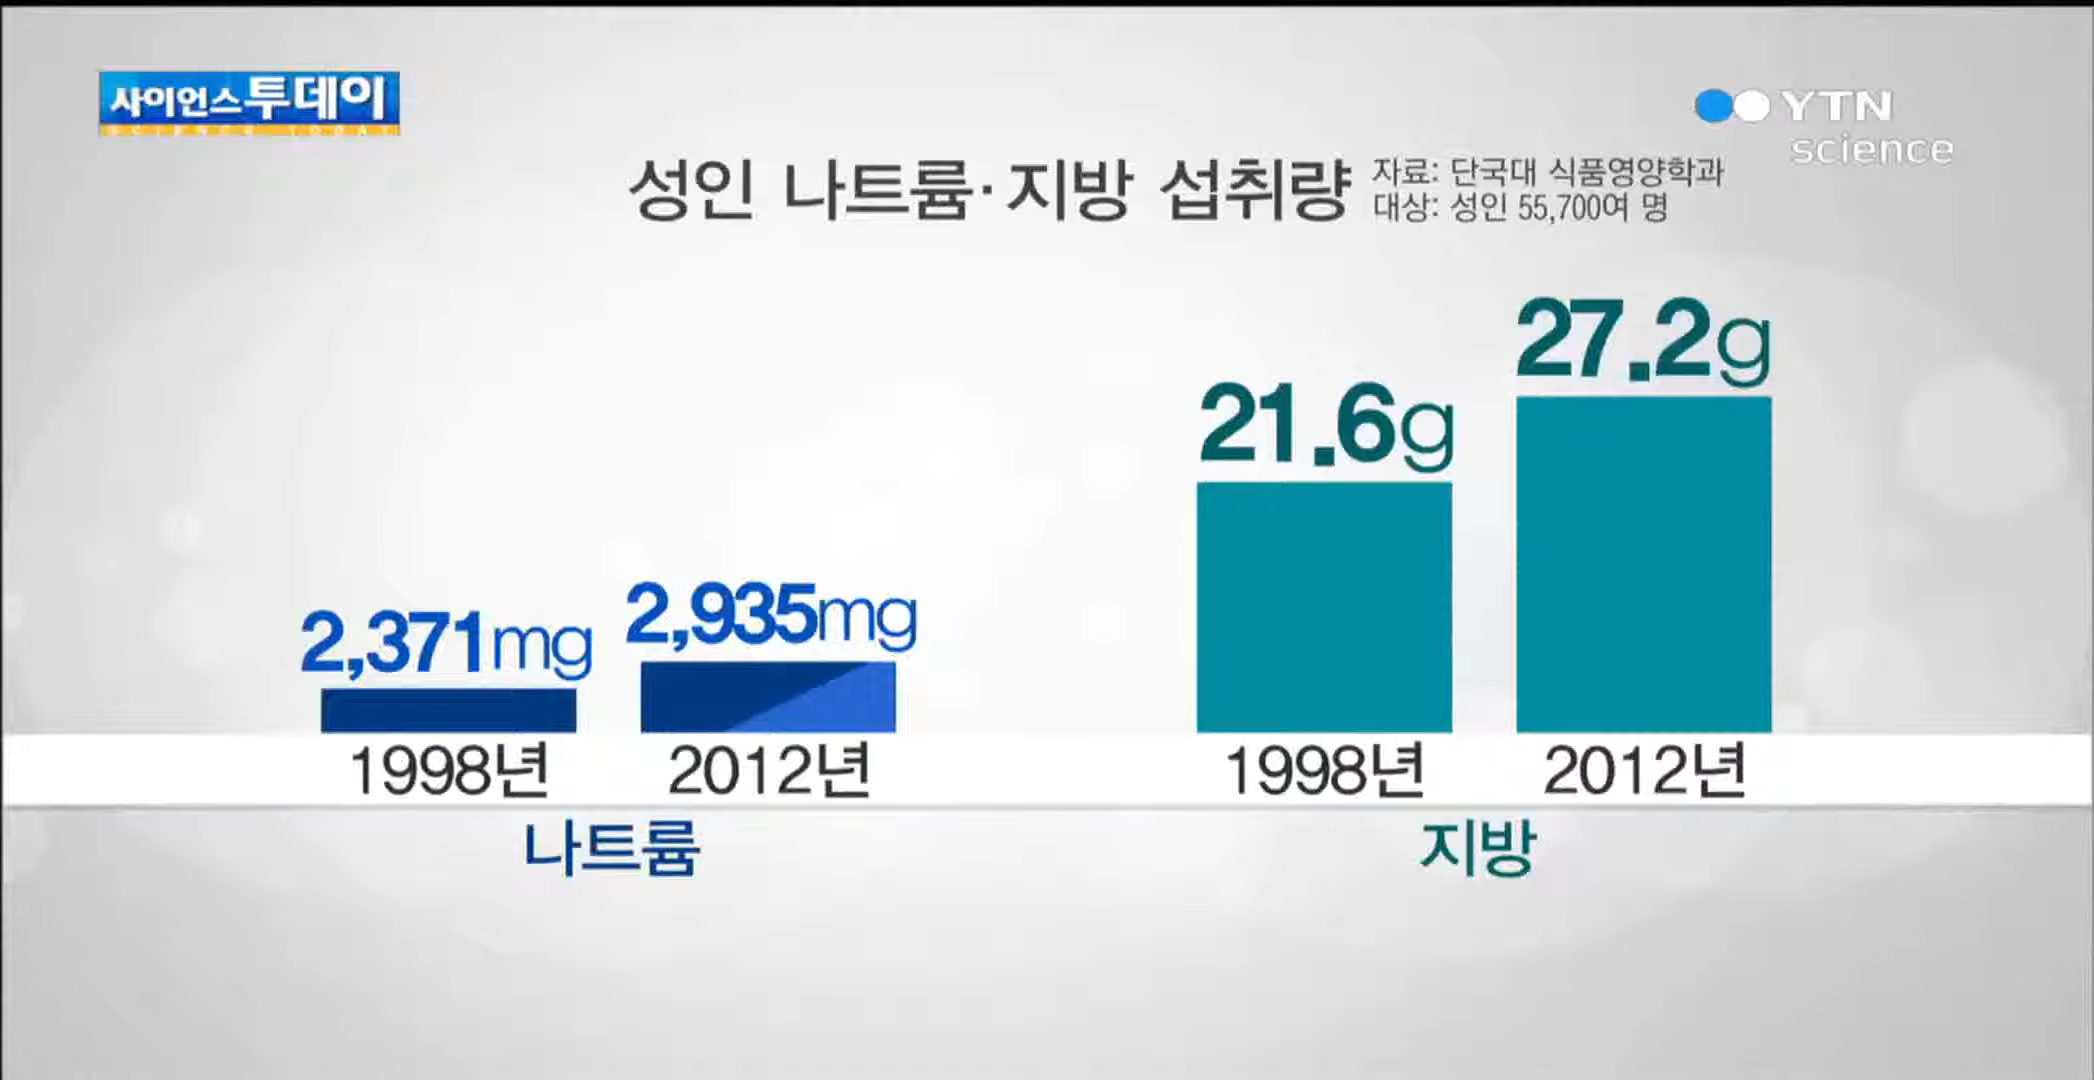 사이언스투데이
SCIENCE TODAY
YTN
science
성인 나트륨·지방 섭취량
자료: 단국대 식품영양학과
대상: 성인 55,700여 명
2,371mg
2,935mg
21.6g
27.2g
1998년
2012년
1998년
2012년
나트륨
지방